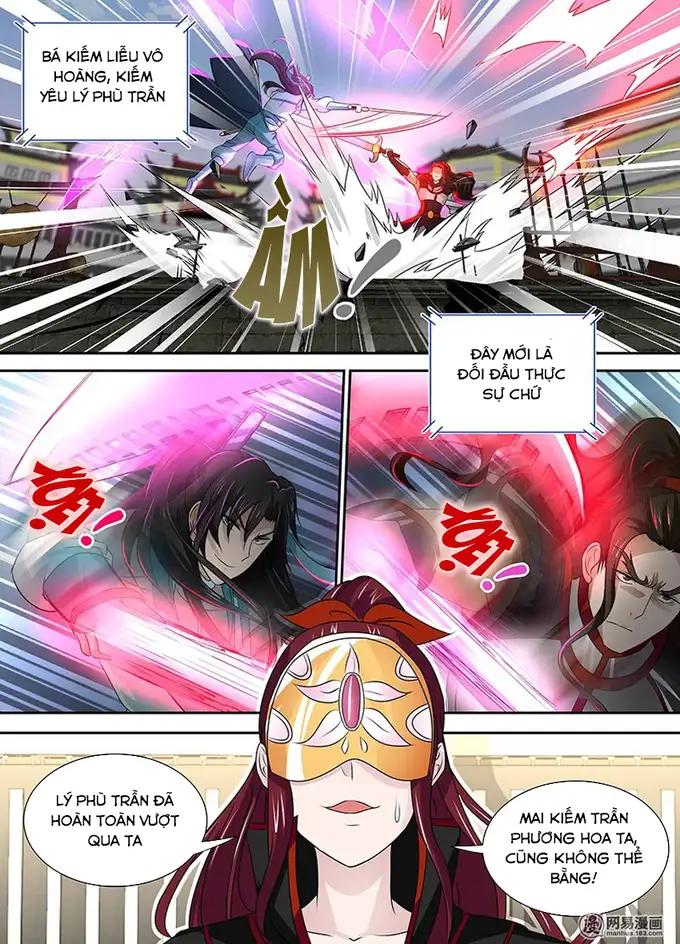 BÁ KIẾM LIỄU VÔ
HOÀNG, KIẾM
YÊU LÝ PHÙ TRẦN
ẦM!
ĐÂY MỚI LÀ
ĐỐI ĐẦU THỰC
SỰ CHỨ
XOẸT!
XOẸT!
LÝ PHÙ TRẦN ĐÃ
HOÀN TOÀN VƯỢT
QUA TA
MAI KIẾM TRẦN
PHƯƠNG HOA TA,
CŨNG KHÔNG THỂ
BẰNG!
网易漫画
manhua.163.com